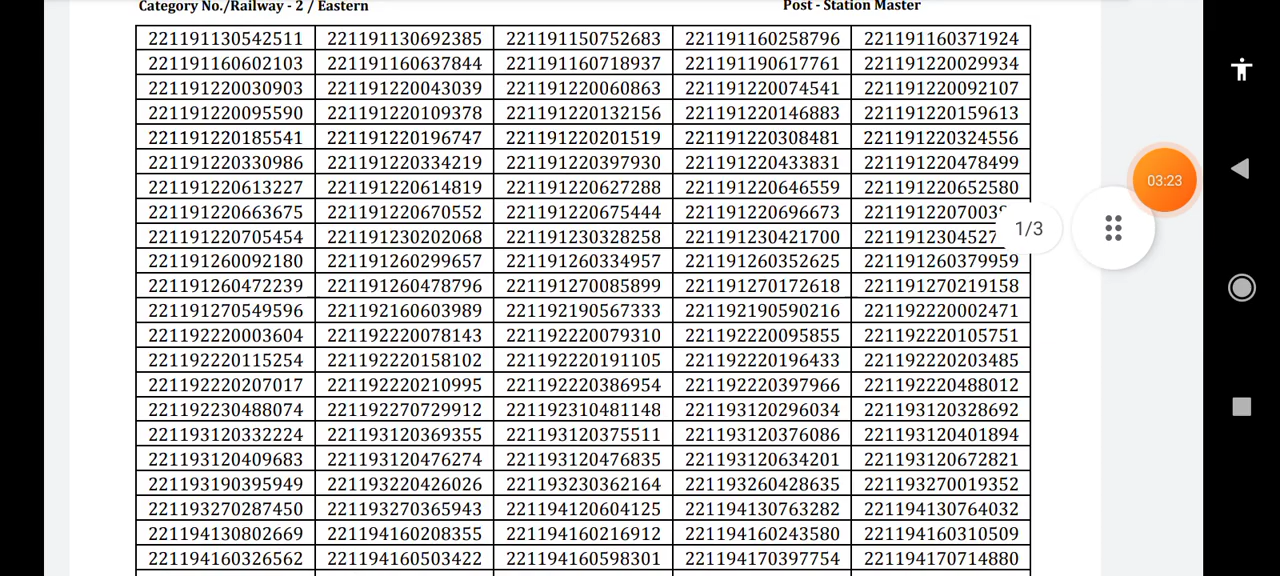 Category No./Railway - 2 / Eastern Post - Station Master
221191130542511 221191130692385 221191150752683 221191160258796 221191160371924
221191160602103 221191160637844 221191160718937 221191190617761 221191220029934
221191220030903 221191220043039 221191220060863 221191220074541 221191220092107
221191220095590 221191220109378 221191220132156 221191220146883 221191220159613
221191220185541 221191220196747 221191220201519 221191220308481 221191220324556
221191220330986 221191220334219 221191220397930 221191220433831 221191220478499
221191220613227 221191220614819 221191220627288 221191220646559 221191220652580
221191220663675 221191220670552 221191220675444 221191220696673
221191220705454 221191230202068 221191230328258 221191230421700
221191260092180 221191260299657 221191260334957 221191260352625 221191260379959
221191260472239 221191260478796 221191270085899 221191270172618 221191270219158
221191270549596 221192160603989 221192190567333 221192190590216 221192220002471
221192220003604 221192220078143 221192220079310 221192220095855 221192220105751
221192220115254 221192220158102 221192220191105 221192220196433 221192220203485
221192220207017 221192220210995 221192220386954 221192220397966 221192220488012
221192230488074 221192270729912 221192310481148 221193120296034 221193120328692
221193120332224 221193120369355 221193120375511 221193120376086 221193120401894
221193120409683 221193120476274 221193120476835 221193120634201 221193120672821
221193190395949 221193220426026 221193230362164 221193260428635 221193270019352
221193270287450 221193270365943 221194120604125 221194130763282 221194130764032
221194130802669 221194160208355 221194160216912 221194160243580 221194160310509
221194160326562 221194160503422 221194160598301 221194170397754 221194170714880
03:23
1/3